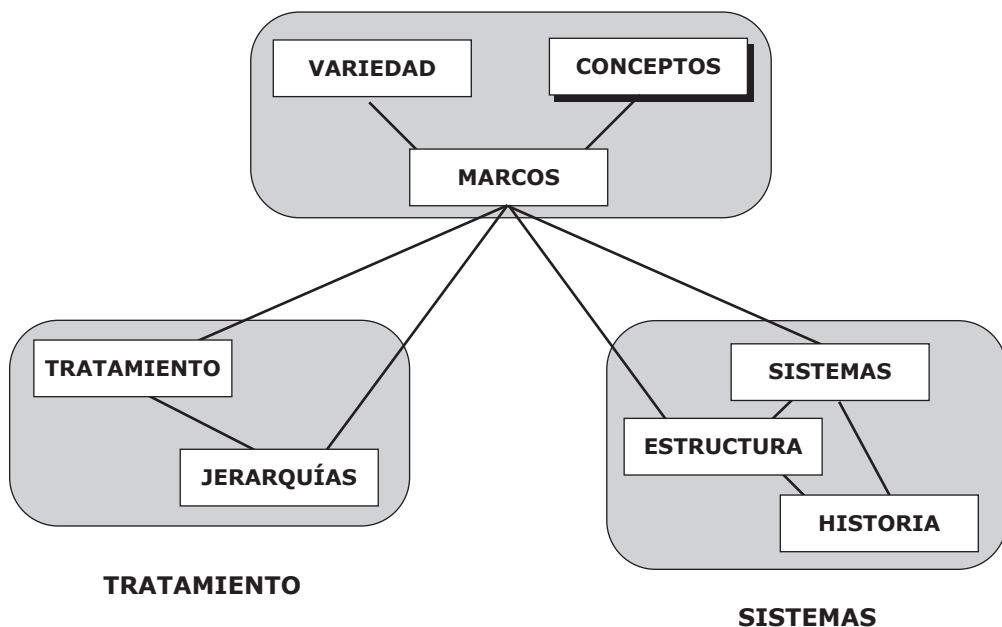 VARIEDAD
CONCEPTOS
MARCOS
TRATAMIENTO
JERARQUÍAS
SISTEMAS
ESTRUCTURA
HISTORIA
TRATAMIENTO
SISTEMAS